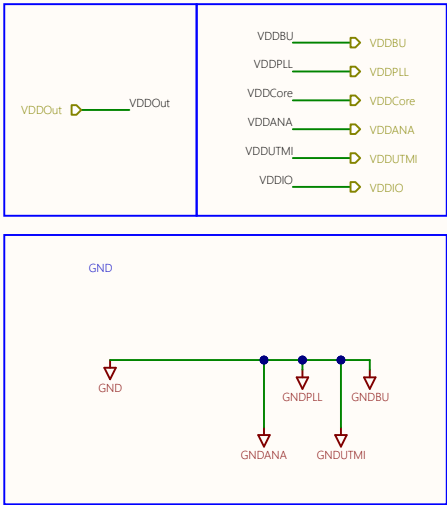 VDDOut VDDOut
VDDBU VDDBU
VDDPLL VDDPLL
VDDCore VDDCore
VDDANA VDDANA
VDDUTMI VDDUTMI
VDDIO VDDIO
GND
GND
GNDPLL GNDBU
GNDANA GNDUTMI